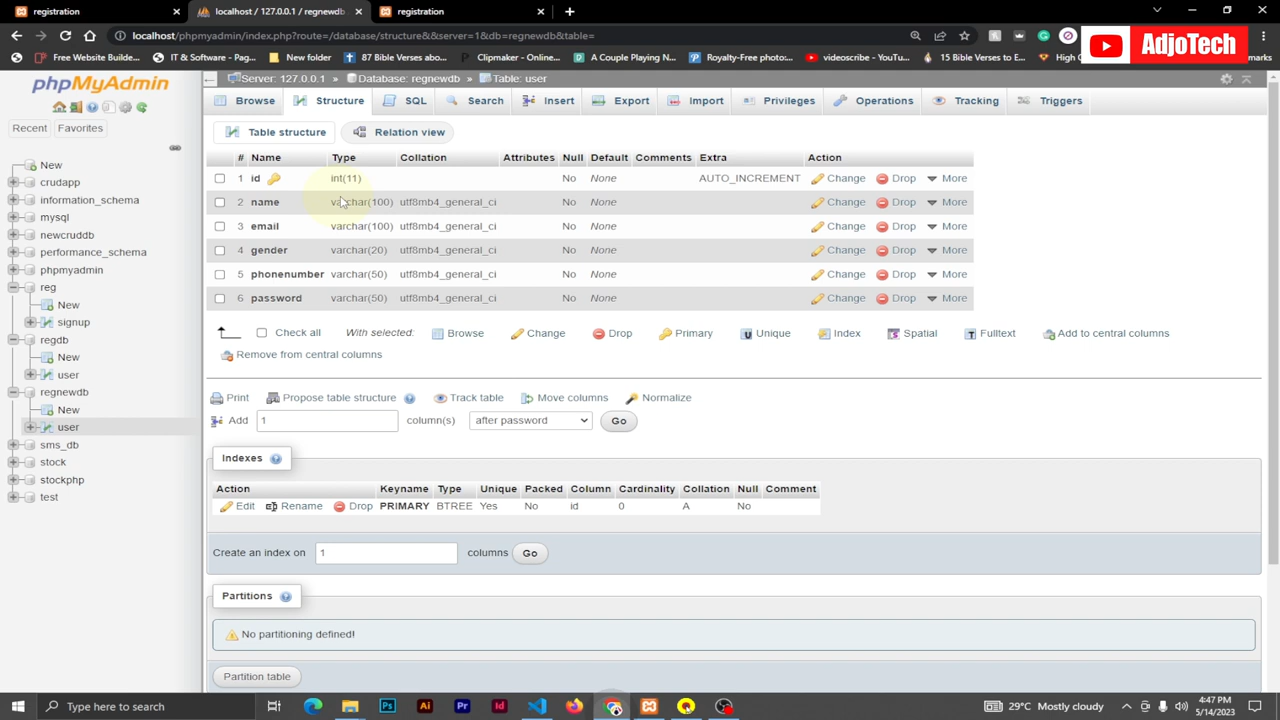 registration
localhost / 127.0.0.1 / regnewdb
registration
localhost/phpmyadmin/index.php?route=/database/structure&&server=1&db=regnewdb&table=
Free Website Builde...
87 Bible Verses abo...
Clipmaker - Online...
A Couple Playing N...
Royalty-Free photo...
videoscribe - YouTu...
15 Bible Verses to E...
AdjoTech
phpMyAdmin
Recent
Favorites
New
crudapp
information_schema
mysql
newcruddb
performance_schema
phpmyadmin
reg
New
signup
regdb
New
user
regnewdb
New
user
sms_db
stock
stockphp
test
Server: 127.0.0.1 » Database: regnewdb » Table: user
Browse Structure SQL Search Insert Export Import Privileges Operations Tracking Triggers
Table structure Relation view
# Name Type Collation Attributes Null Default Comments Extra Action
1 id int(11) No None AUTO_INCREMENT Change Drop More
2 name varchar(100) utf8mb4_general_ci No None Change Drop More
3 email varchar(100) utf8mb4_general_ci No None Change Drop More
4 gender varchar(20) utf8mb4_general_ci No None Change Drop More
5 phonenumber varchar(50) utf8mb4_general_ci No None Change Drop More
6 password varchar(50) utf8mb4_general_ci No None Change Drop More
Check all With selected: Browse Change Drop Primary Unique Index Spatial Fulltext Add to central columns
Remove from central columns
Print Propose table structure Track table Move columns Normalize
Add 1 column(s) after password Go
Indexes
Action Keyname Type Unique Packed Column Cardinality Collation Null Comment
Edit Rename Drop PRIMARY BTREE Yes No id 0 A No
Create an index on 1 columns Go
Partitions
No partitioning defined!
Partition table
Type here to search
29°C Mostly cloudy
4:47 PM
5/14/2023